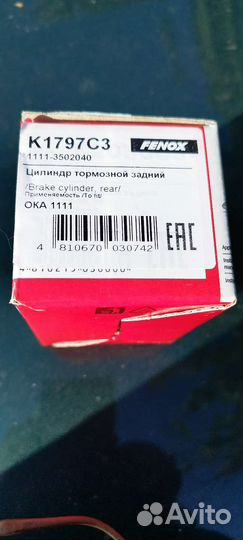 K1797C3
FENOX
1111-3502040
Цилиндр тормозной задний
/Brake cylinder, rear/
Применяемость /To fit/
ОКА 1111
EAC
4 810670 030742
Avito